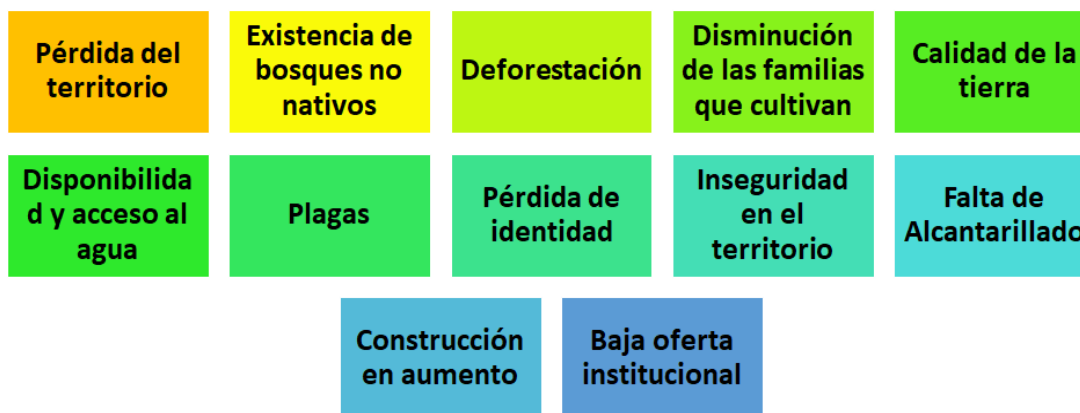 Pérdida del
territorio
Existencia de
bosques no
nativos
Deforestación
Disminución
de las familias
que cultivan
Calidad de la
tierra
Disponibilida
d y acceso al
agua
Plagas
Pérdida de
identidad
Inseguridad
en el
territorio
Falta de
Alcantarillado
Construcción
en aumento
Baja oferta
institucional